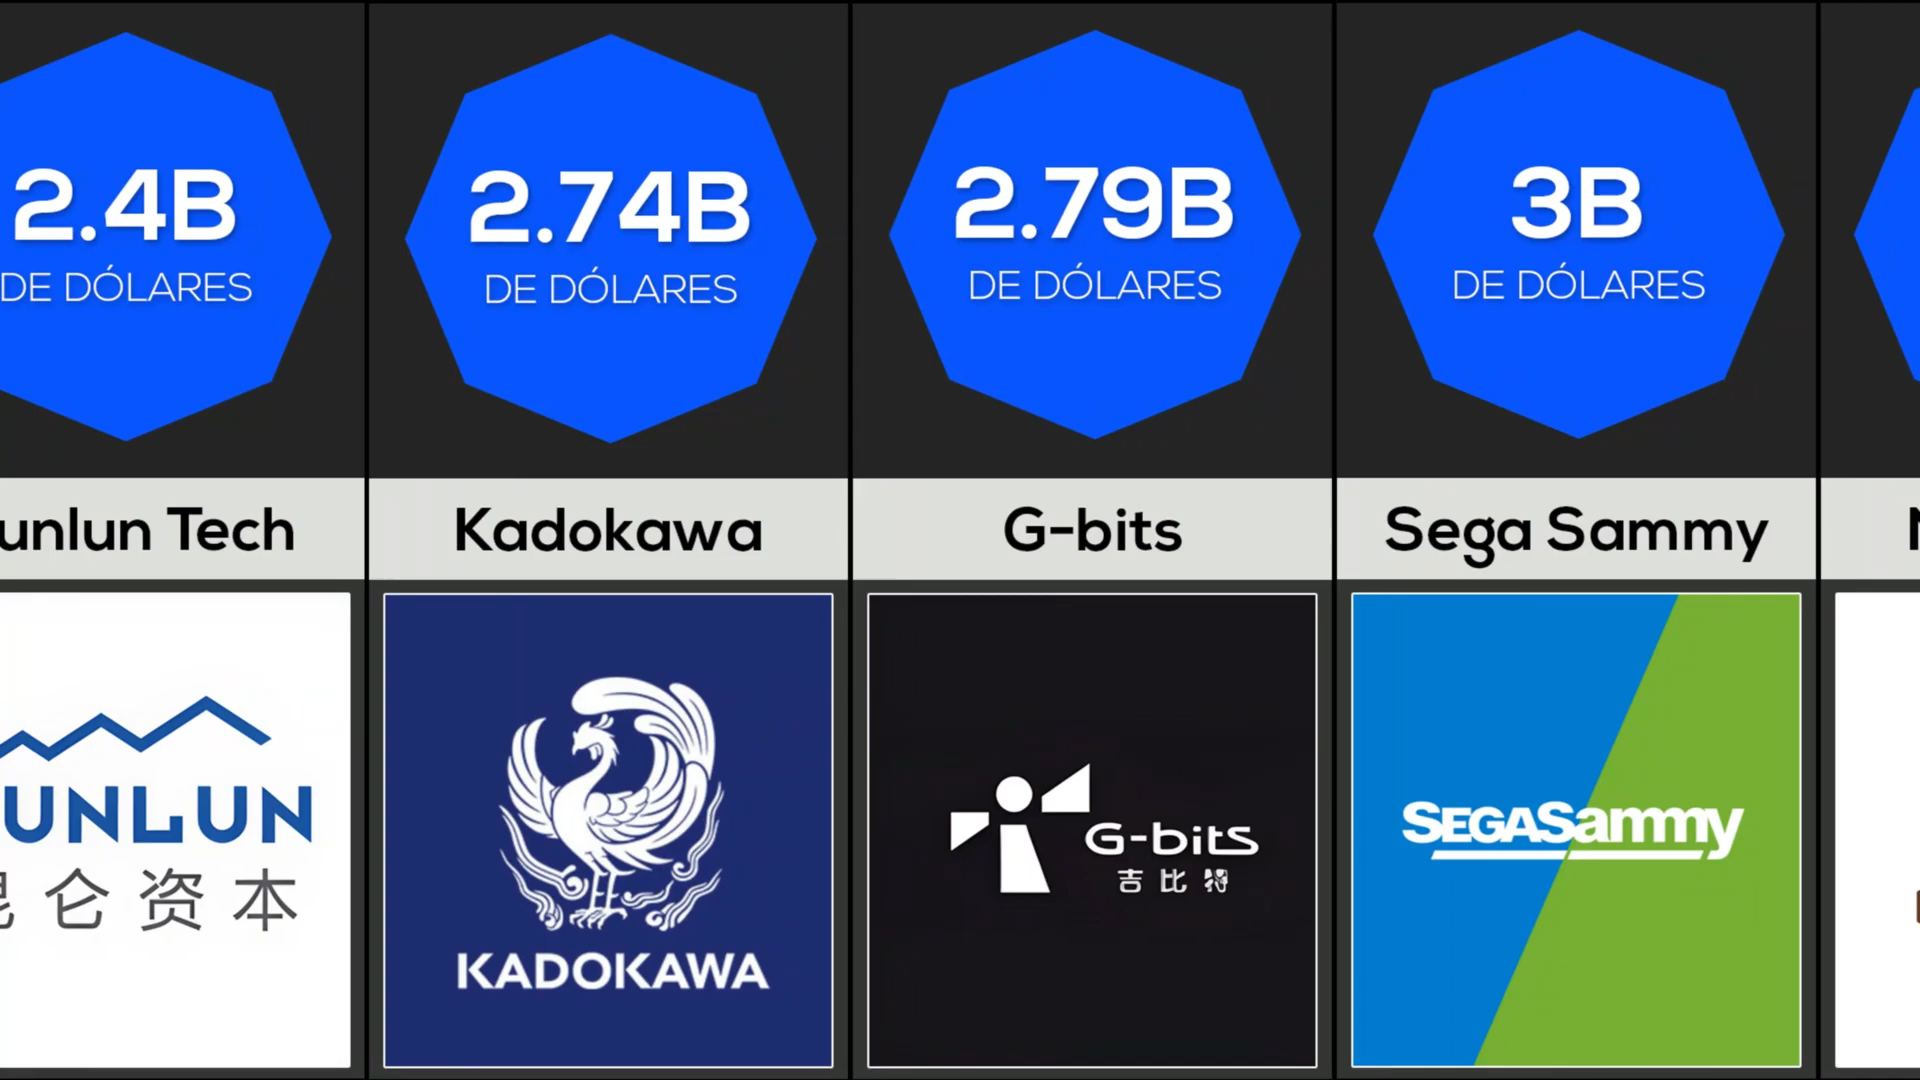 2.4B
DE DÓLARES
unlun Tech
UNLUN
仑资本
2.74B
DE DÓLARES
Kadokawa
KADOKAWA
2.79B
DE DÓLARES
G-bits
G-bits
吉比特
3B
DE DÓLARES
Sega Sammy
SEGASammy